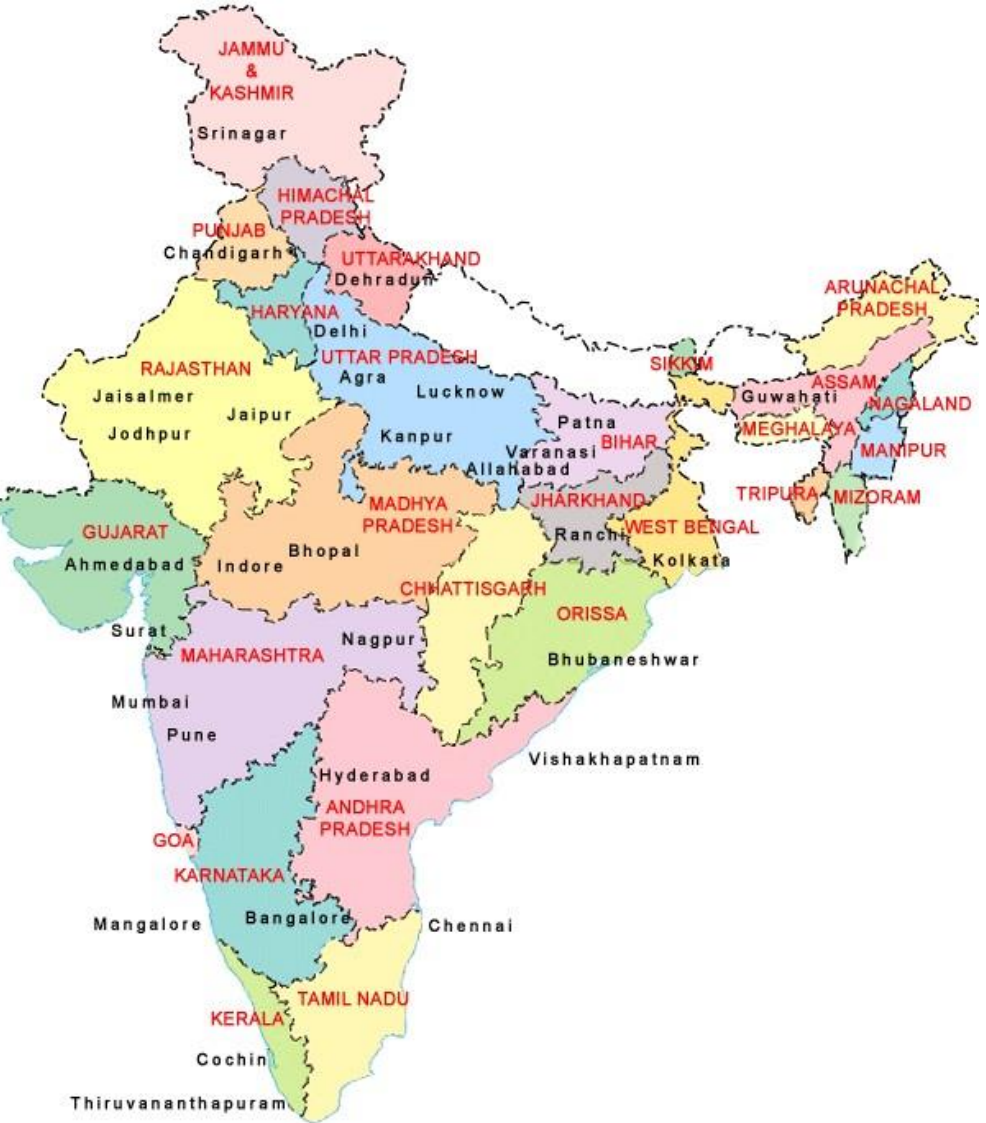 JAMMU
&
KASHMIR
Srinagar
HIMACHAL
PRADESH
PUNJAB
Chandigarh
UTTARAKHAND
Dehradun
ARUNACHAL
PRADESH
HARYANA
Delhi
UTTAR PRADESH
SIKKIM
RAJASTHAN
Agra
Lucknow
ASSAM
Jaisalmer
Guwahati
NAGALAND
Jaipur
Patna
Jodhpur
Kanpur
BIHAR
MEGHALAYA
Varanasi
MANIPUR
Allahabad
MADHYA
PRADESH
JHARKHAND
TRIPURA
MIZORAM
GUJARAT
Ranchi
WEST BENGAL
Bhopal
Ahmedabad
Indore
Kolkata
CHHATTISGARH
ORISSA
Surat
Nagpur
MAHARASHTRA
Bhubaneshwar
Mumbai
Pune
Vishakhapatnam
Hyderabad
ANDHRA
PRADESH
GOA
KARNATAKA
Mangalore
Bangalore
Chennai
TAMIL NADU
KERALA
Cochin
Thiruvananthapuram